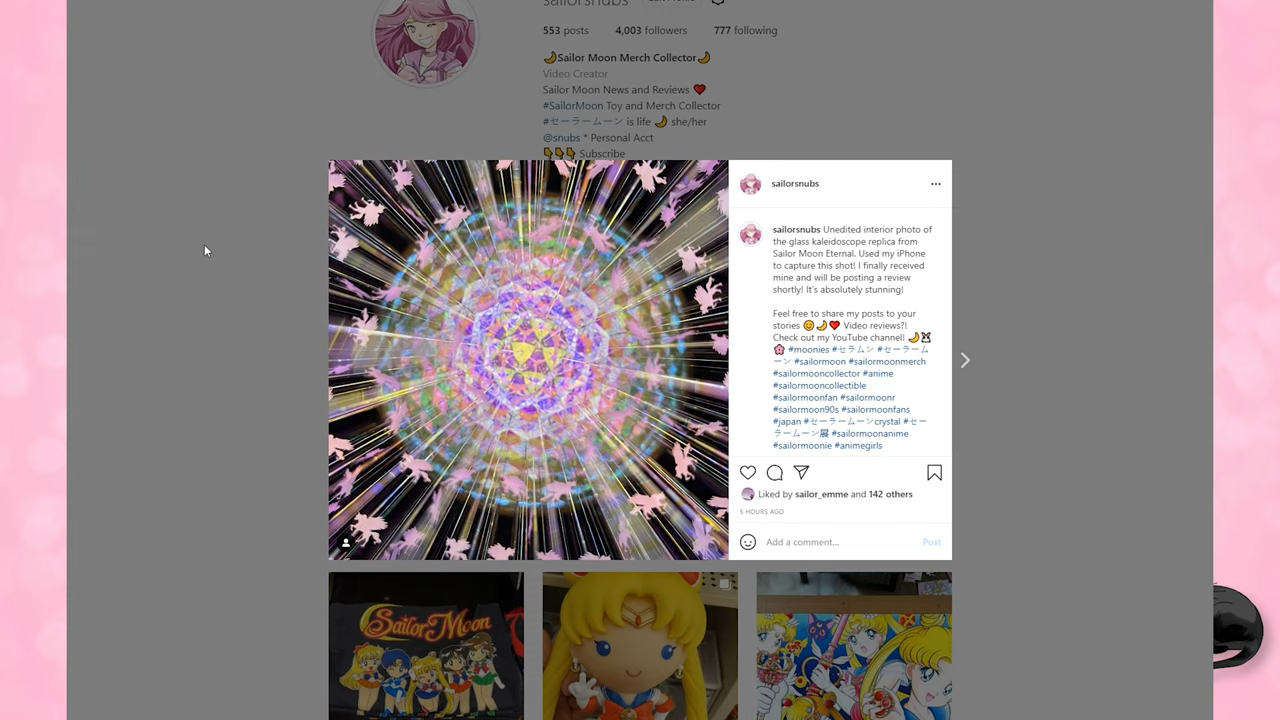 sailorsnubs
553 posts 4,003 followers 777 following
🌙Sailor Moon Merch Collector🌙
Video Creator
Sailor Moon News and Reviews ❤️
#SailorMoon Toy and Merch Collector
#セーラームーン is life 🌙 she/her
@snubs * Personal Acct
👇👇👇 Subscribe
sailorsnubs
sailorsnubs Unedited interior photo of
the glass kaleidoscope replica from
Sailor Moon Eternal. Used my iPhone
to capture this shot! I finally received
mine and will be posting a review
shortly! It's absolutely stunning!
Feel free to share my posts to your
stories 😊🌙❤️ Video reviews?!
Check out my YouTube channel! 🌙🐰
🌸 #moonies #セラムン #セーラーム
ーン #sailormoon #sailormoonmerch
#sailormooncollector #anime
#sailormooncollectible
#sailormoonfan #sailormoonr
#sailormoon90s #sailormoonfans
#japan #セーラームーンcrystal #セー
ラームーン展 #sailormoonanime
#sailormoonie #animegirls
Liked by sailor_emme and 142 others
5 HOURS AGO
Add a comment... Post
Sailor Moon